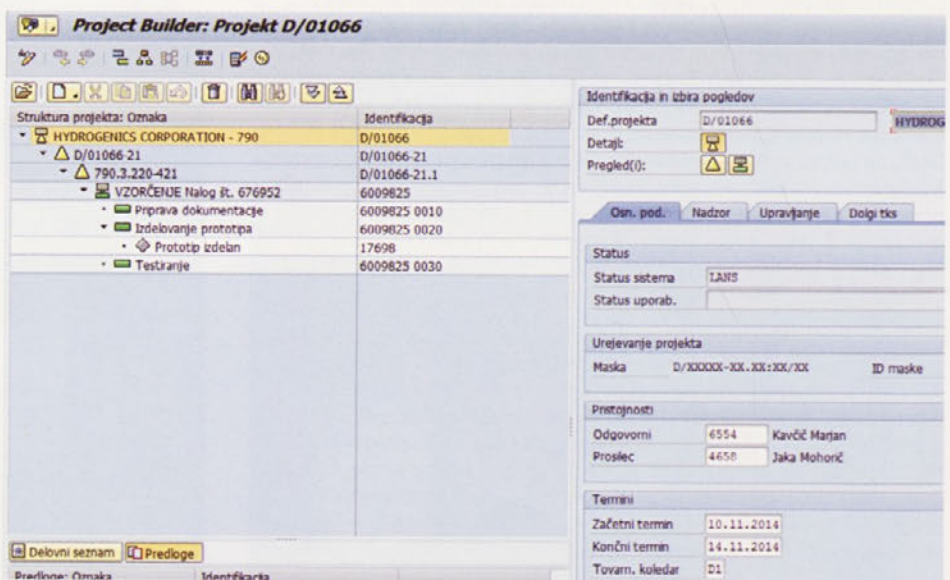 Project Builder: Projekt D/01066
Struktura projekta: Oznaka Identifikacija
HYDROGENICS CORPORATION - 790 D/01066
D/01066-21 D/01066-21
790.3.220-421 D/01066-21.1
VZORČENJE Nalog št. 676952 6009825
Priprava dokumentacije 6009825 0010
Izdelovanje prototipa 6009825 0020
Prototip izdelan 17698
Testiranje 6009825 0030
Delovni seznam Predloge
Predloge: Oznaka Identifikacija
Identifikacija in izbira pogledov
Def.projekta D/01066 HYDROG
Detajl:
Pregled(i):
Osn. pod. Nadzor Upravljanje Dolgi tks
Status
Status sistema LANS
Status uporab.
Urejevanje projekta
Maska D/XXXXX-XX.XX:XX/XX ID maske
Pristojnosti
Odgovorni 6554 Kavčič Marjan
Prosilec 4658 Jaka Mohorič
Termini
Začetni termin 10.11.2014
Končni termin 14.11.2014
Tovarn. koledar D1